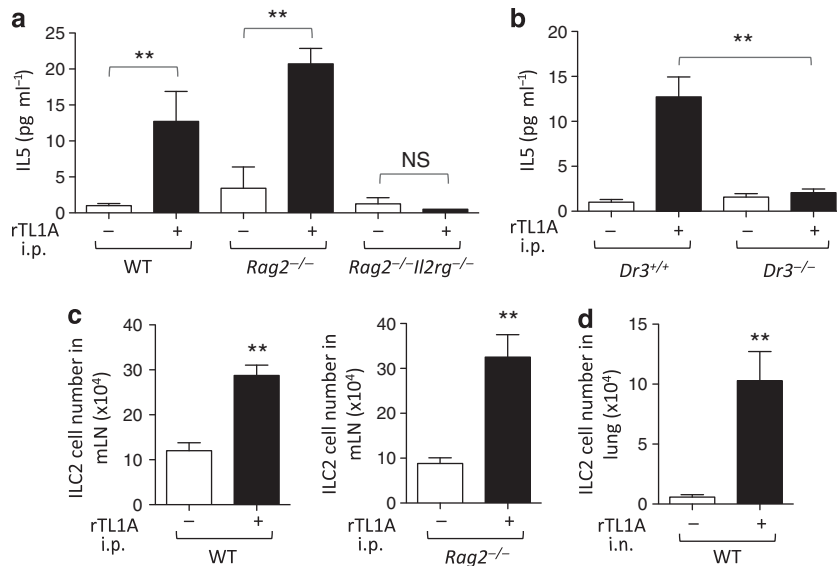 a
IL5 (pg ml⁻¹)
25
20
15
10
5
0
**
**
NS
rTL1A
i.p.
– + – + – +
WT Rag2⁻/⁻ Rag2⁻/⁻Il2rg⁻/⁻
b
IL5 (pg ml⁻¹)
20
15
10
5
0
**
rTL1A
i.p.
– + – +
Dr3⁺/⁺ Dr3⁻/⁻
c
ILC2 cell number in
mLN (x10⁴)
40
30
20
10
0
**
rTL1A
i.p.
– +
WT
ILC2 cell number in
mLN (x10⁴)
40
30
20
10
0
**
rTL1A
i.p.
– +
Rag2⁻/⁻
d
ILC2 cell number in
lung (x10⁴)
15
10
5
0
**
rTL1A
i.n.
– +
WT